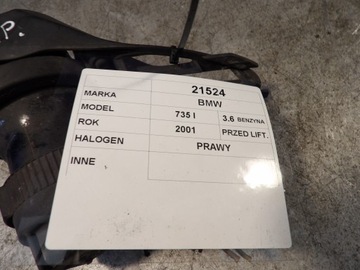 P.
21524
MARKA BMW
MODEL 735 I 3.6 BENZYNA
ROK 2001 PRZED LIFT.
HALOGEN PRAWY
INNE